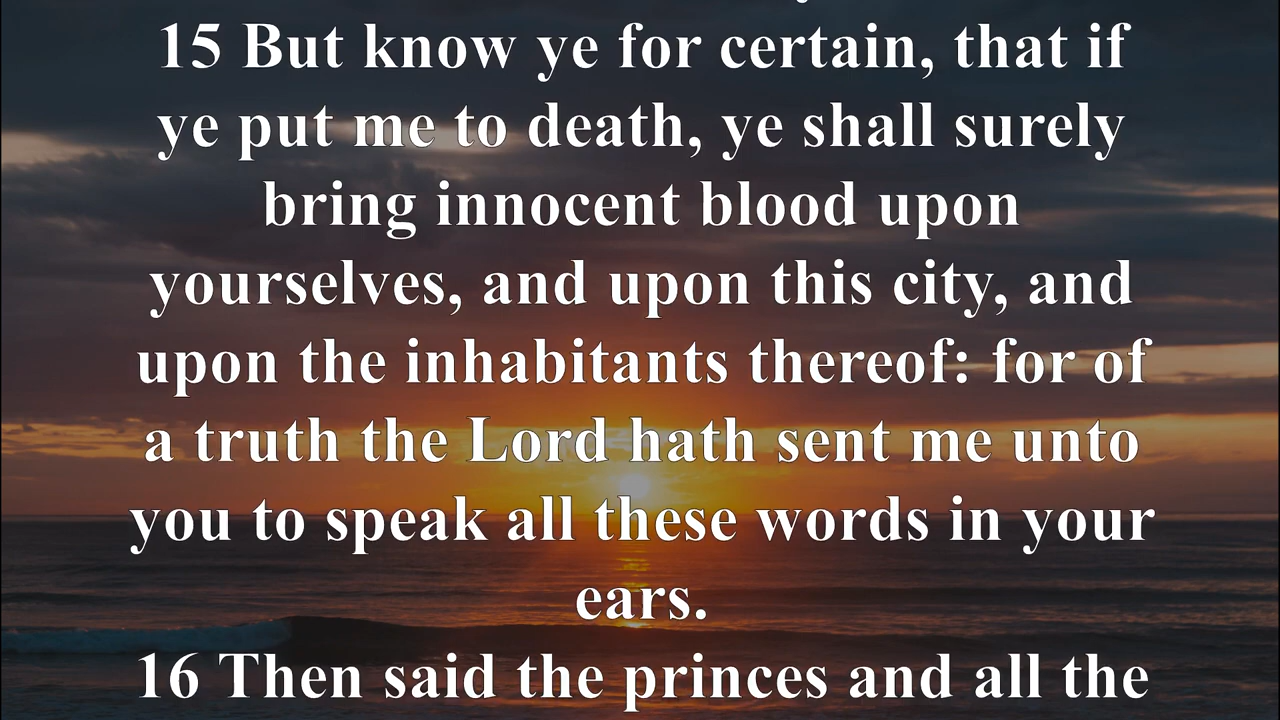 15 But know ye for certain, that if
ye put me to death, ye shall surely
bring innocent blood upon
yourselves, and upon this city, and
upon the inhabitants thereof: for of
a truth the Lord hath sent me unto
you to speak all these words in your
ears.
16 Then said the princes and all the